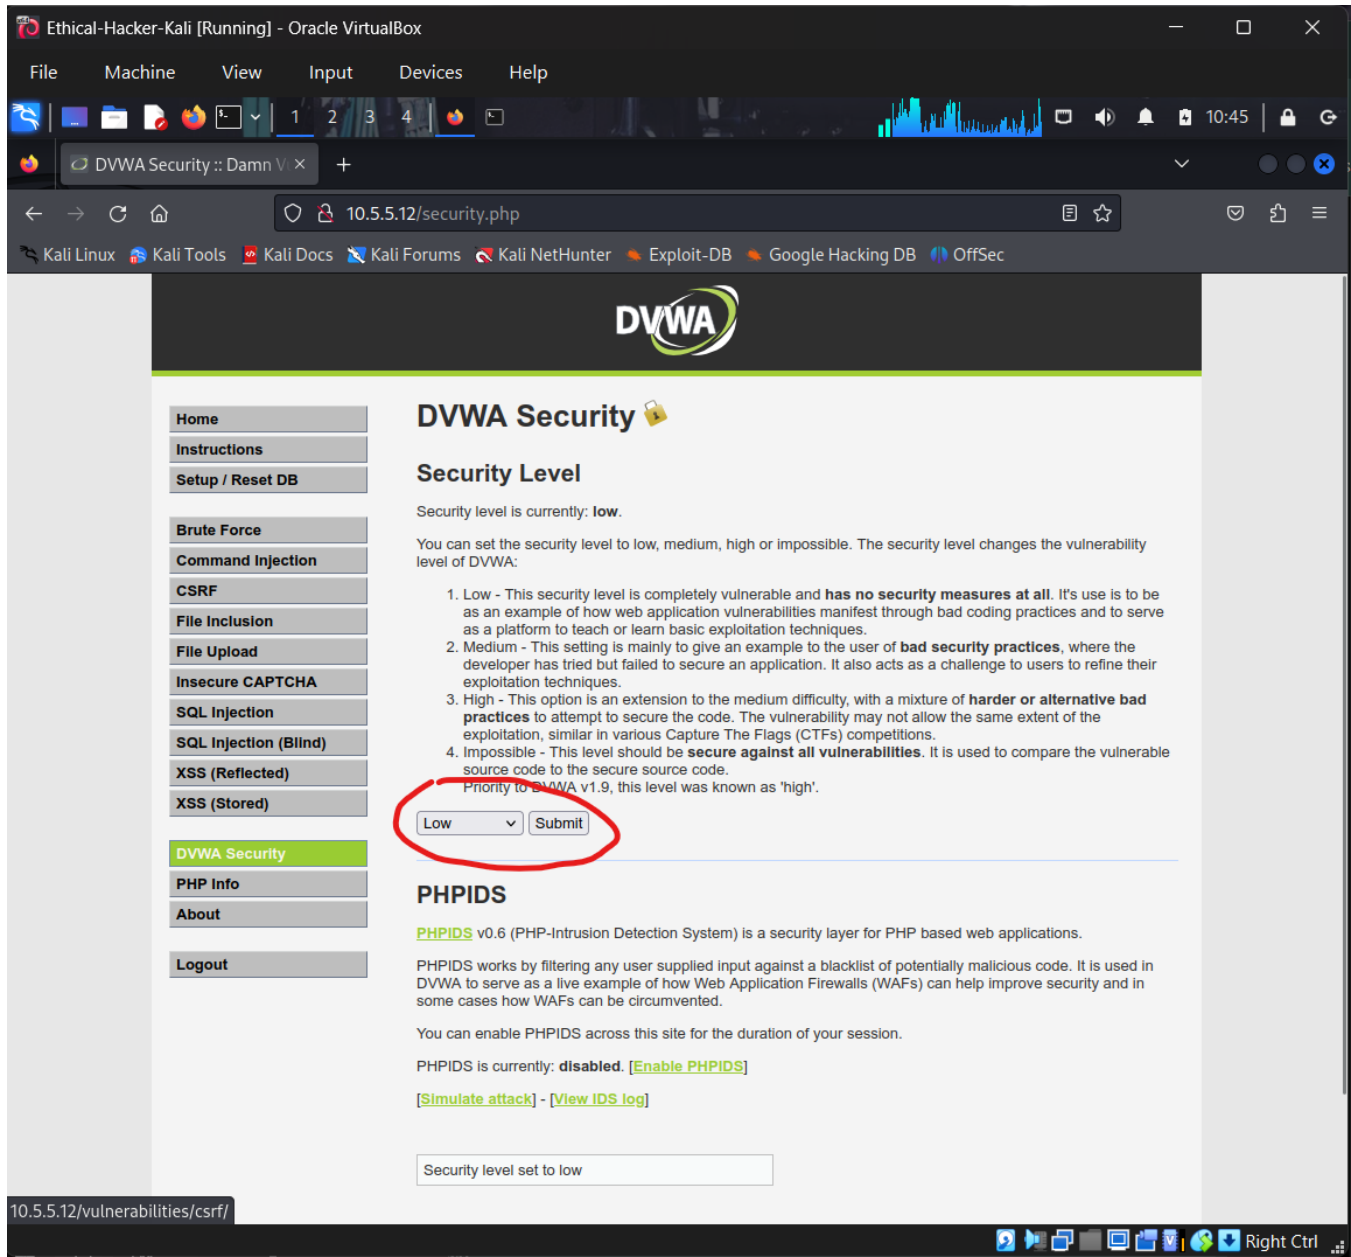 Ethical-Hacker-Kali [Running] - Oracle VirtualBox
File Machine View Input Devices Help
1 2 3 4 10:45
DVWA Security :: Damn V
10.5.5.12/security.php
Kali Linux Kali Tools Kali Docs Kali Forums Kali NetHunter Exploit-DB Google Hacking DB OffSec
DVWA
Home
Instructions
Setup / Reset DB
Brute Force
Command Injection
CSRF
File Inclusion
File Upload
Insecure CAPTCHA
SQL Injection
SQL Injection (Blind)
XSS (Reflected)
XSS (Stored)
DVWA Security
PHP Info
About
Logout
DVWA Security
Security Level
Security level is currently: low.
You can set the security level to low, medium, high or impossible. The security level changes the vulnerability
level of DVWA:
1. Low - This security level is completely vulnerable and has no security measures at all. It's use is to be
as an example of how web application vulnerabilities manifest through bad coding practices and to serve
as a platform to teach or learn basic exploitation techniques.
2. Medium - This setting is mainly to give an example to the user of bad security practices, where the
developer has tried but failed to secure an application. It also acts as a challenge to users to refine their
exploitation techniques.
3. High - This option is an extension to the medium difficulty, with a mixture of harder or alternative bad
practices to attempt to secure the code. The vulnerability may not allow the same extent of the
exploitation, similar in various Capture The Flags (CTFs) competitions.
4. Impossible - This level should be secure against all vulnerabilities. It is used to compare the vulnerable
source code to the secure source code.
Priority to DVWA v1.9, this level was known as 'high'.
Low Submit
PHPIDS
PHPIDS v0.6 (PHP-Intrusion Detection System) is a security layer for PHP based web applications.
PHPIDS works by filtering any user supplied input against a blacklist of potentially malicious code. It is used in
DVWA to serve as a live example of how Web Application Firewalls (WAFs) can help improve security and in
some cases how WAFs can be circumvented.
You can enable PHPIDS across this site for the duration of your session.
PHPIDS is currently: disabled. [Enable PHPIDS]
[Simulate attack] - [View IDS log]
Security level set to low
10.5.5.12/vulnerabilities/csrf/
Right Ctrl